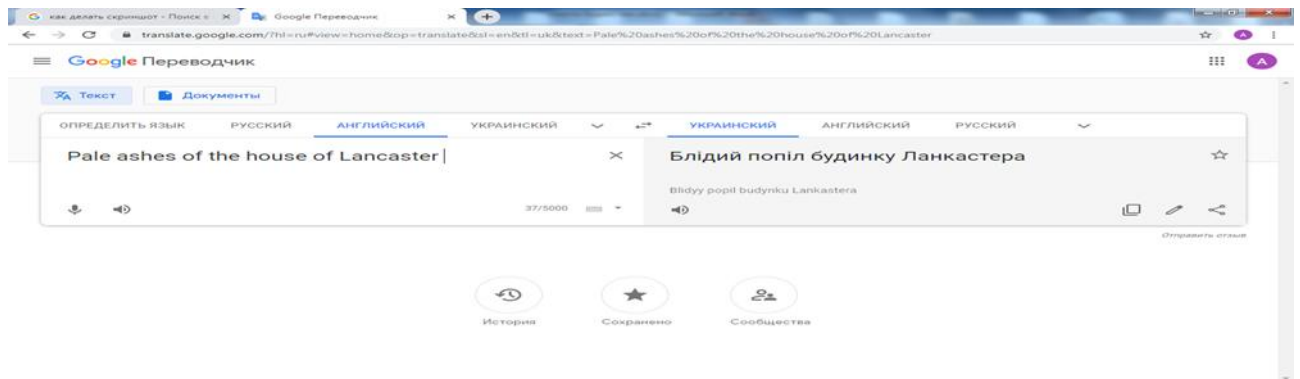 как делать скриншот - Поиск в
Google Переводчик
translate.google.com/?hl=ru#view=home&op=translate&sl=en&tl=uk&text=Pale%20ashes%20of%20the%20house%20of%20Lancaster
A
Google Переводчик
A
Текст
Документы
ОПРЕДЕЛИТЬ ЯЗЫК РУССКИЙ АНГЛИЙСКИЙ УКРАИНСКИЙ УКРАИНСКИЙ АНГЛИЙСКИЙ РУССКИЙ
Pale ashes of the house of Lancaster
Блідий попіл будинку Ланкастера
Blidyy popil budynku Lankastera
37/5000
Отправить отзыв
История Сохранено Сообщества